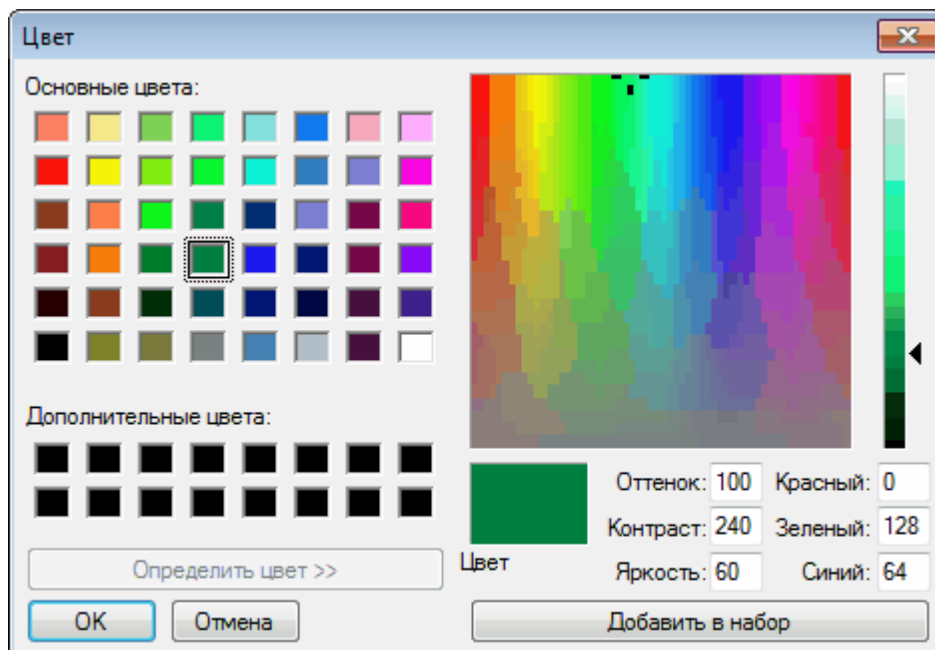 Цвет
Основные цвета:
Дополнительные цвета:
Определить цвет >>
OK
Отмена
Цвет
Оттенок: 100
Контраст: 240
Яркость: 60
Красный: 0
Зеленый: 128
Синий: 64
Добавить в набор